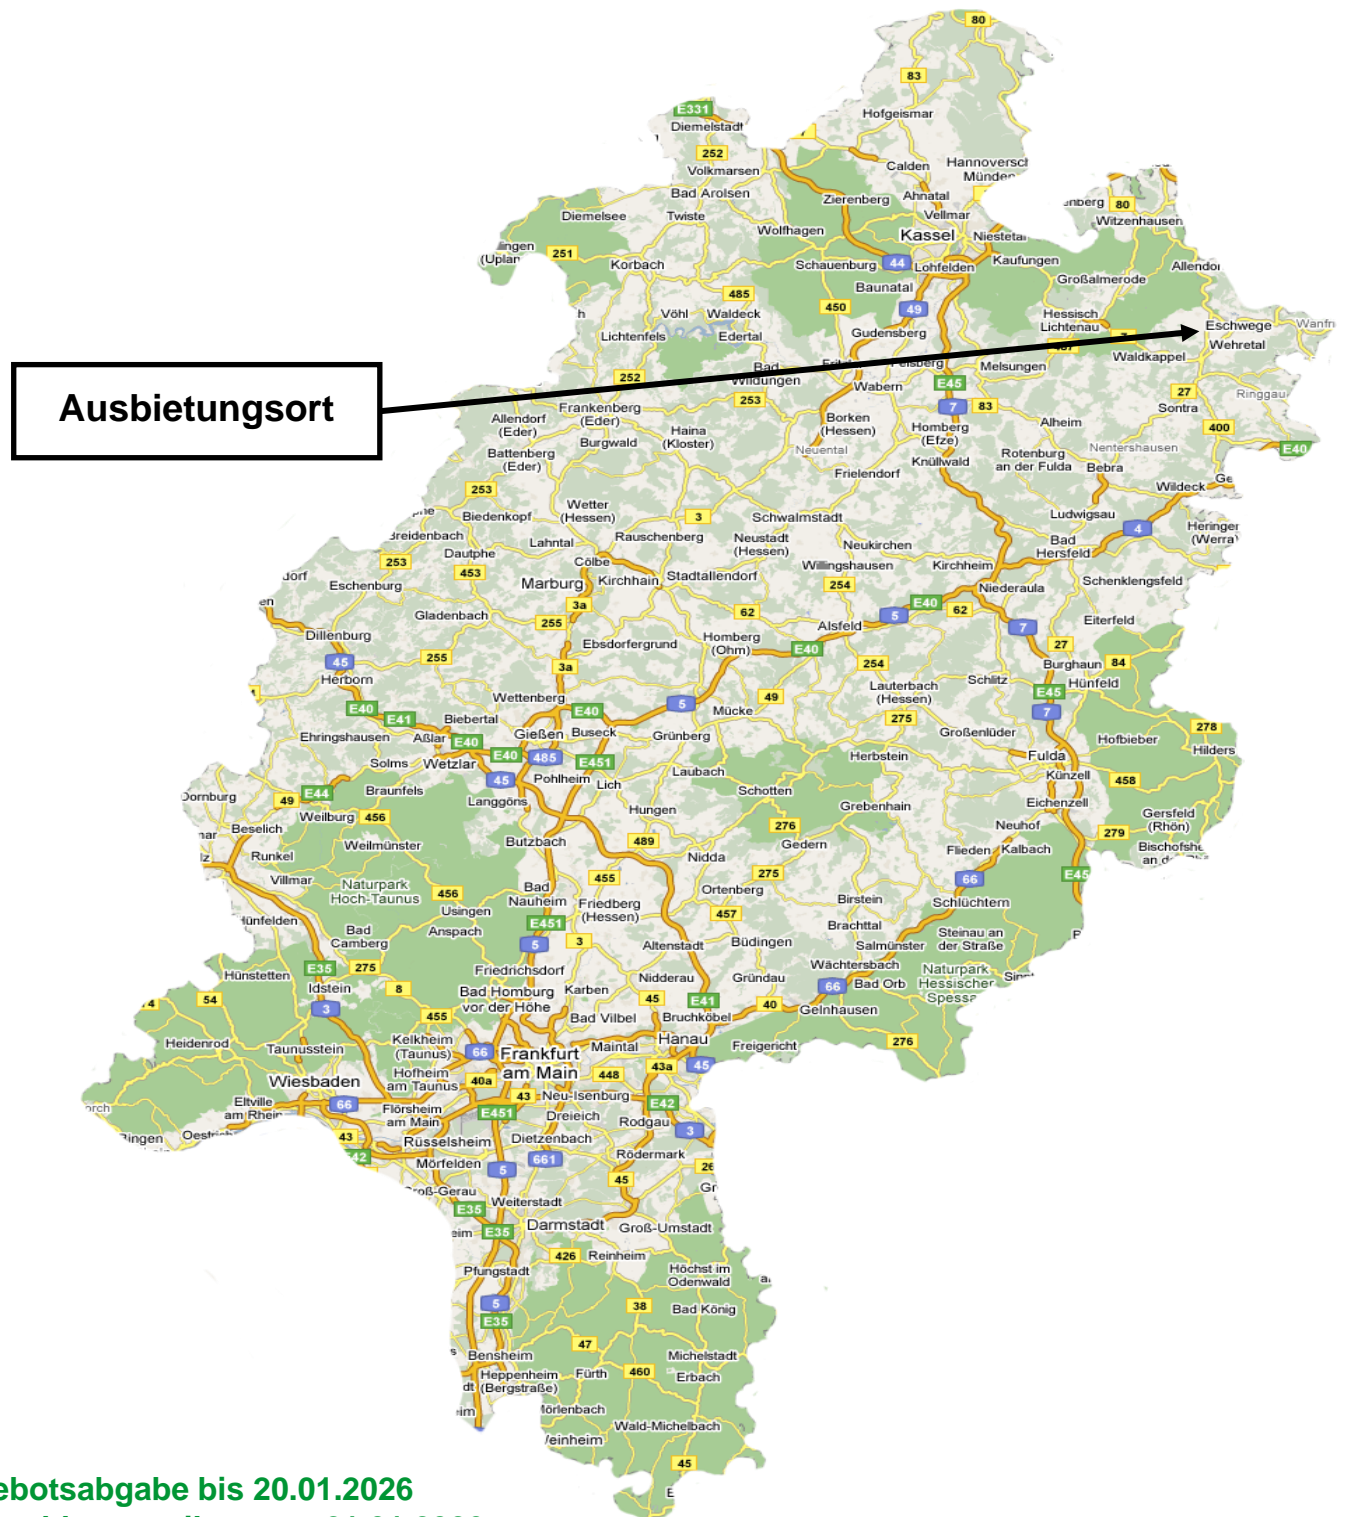 80
83
Hofgeismar
E331
Diemelstadt
252
Volkmarsen
Calden
Hannoversch
Münden
Bad Arolsen
Zierenberg
Ahnatal
Vellmar
80
Witzenhausen
Diemelsee
Twiste
Wolfhagen
Kassel
Niestetal
251
Korbach
Schauenburg
44
Lohfelden
Kaufungen
Großalmerode
Allendor
(Uplan
Baunatal
485
450
49
Vöhl
Waldeck
Hessisch
Lichtenau
Eschwege
Wanfr
Lichtenfels
Edertal
Gudensberg
Wehretal
Waldkappel
Ausbietungsort
252
Bad
Wildungen
Melsungen
Wabern
E45
27
Ringgau
253
7
83
Sontra
Allendorf
(Eder)
Frankenberg
(Eder)
Haina
(Kloster)
Borken
(Hessen)
Homberg
(Efze)
Alheim
400
Burgwald
Neuental
Nentershausen
E40
Battenberg
(Eder)
Knüllwald
Rotenburg
an der Fulda
Bebra
Frielendorf
Wildeck
Ge
253
Wetter
(Hessen)
Biedenkopf
3
Schwalmstadt
Ludwigsau
4
Heringen
(Werra)
Breidenbach
Lahntal
Rauschenberg
Neustadt
(Hessen)
Neukirchen
Bad
Hersfeld
Dautphe
253
453
Cölbe
Willingshausen
Kirchheim
Eschenburg
Marburg
Kirchhain
Stadtallendorf
254
Niederaula
Schenklengsfeld
3a
E40
62
62
Gladenbach
255
5
Alsfeld
7
Eiterfeld
Dillenburg
Ebsdorfergrund
Homberg
(Ohm)
E40
27
45
255
3a
254
Burghaun
84
Herborn
Lauterbach
(Hessen)
Schlitz
Hünfeld
Wettenberg
5
49
E45
E40
E41
Biebertal
E40
Mücke
275
7
Ehringshausen
Aßlar
E40
Gießen
Buseck
Grünberg
Großenlüder
Hofbieber
278
Hilders
Solms
Wetzlar
E40
485
E451
Herbstein
Fulda
45
Pohlheim
Lich
Laubach
Künzell
458
Dornburg
E44
Braunfels
Schotten
49
Langgöns
Grebenhain
Eichenzell
Weilburg
456
Hungen
Gersfeld
(Rhön)
Beselich
276
Neuhof
279
Weilmünster
Butzbach
489
Gedern
Flieden
Kalbach
Bischofshe
an d
Runkel
Nidda
275
E45
Villmar
Naturpark
Hoch-Taunus
Bad
Nauheim
455
66
456
Ortenberg
Birstein
Schlüchtern
Usingen
Friedberg
(Hessen)
457
Hünfelden
Anspach
E451
Brachttal
Bad
Camberg
5
3
Altenstadt
Büdingen
Salmünster
Steinau an
der Straße
Hünstetten
E35
275
Friedrichsdorf
Wächtersbach
Naturpark
Hessischer
Spessa
Idstein
8
Nidderau
Gründau
66
Bad Orb
54
3
Bad Homburg
vor der Höhe
Karben
45
E41
40
Gelnhausen
455
Bad Vilbel
Bruchköbel
Heidenrod
Taunusstein
Kelkheim
(Taunus)
66
Frankfurt
am Main
Maintal
Hanau
Freigericht
276
Wiesbaden
Hofheim
am Taunus
40a
448
43a
45
Eltville
am Rhein
66
43
Neu-Isenburg
E42
Flörsheim
am Main
E451
Dreieich
Rodgau
3
43
Rüsselsheim
Dietzenbach
Mörfelden
5
661
Rödermark
45
Groß-Gerau
Weiterstadt
E35
E35
Darmstadt
Groß-Umstadt
426
Reinheim
Pfungstadt
Höchst im
Odenwald
5
38
Bad König
E35
47
Bensheim
Michelstadt
Heppenheim
(Bergstraße)
Fürth
460
Erbach
Wald-Michelbach
45
ebotsabgabe bis 20.01.2026